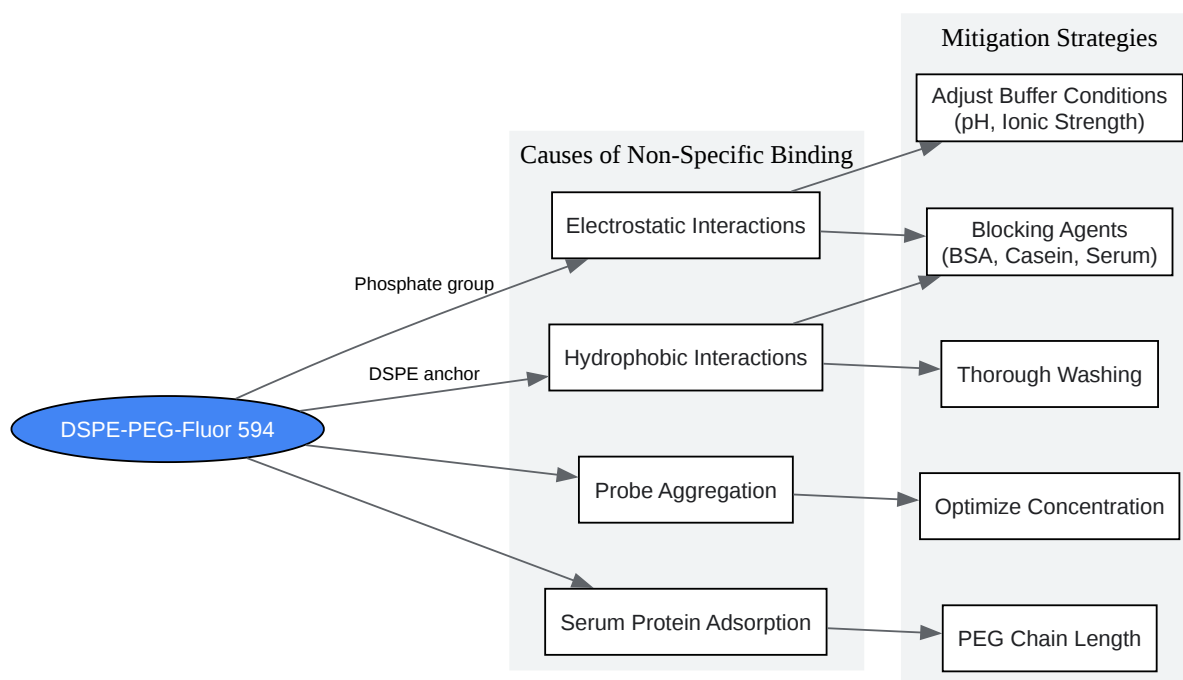 Mitigation Strategies
Adjust Buffer Conditions
(pH, Ionic Strength)
Causes of Non-Specific Binding
Electrostatic Interactions
Blocking Agents
(BSA, Casein, Serum)
Phosphate group
Hydrophobic Interactions
Thorough Washing
DSPE anchor
DSPE-PEG-Fluor 594
Probe Aggregation
Optimize Concentration
Serum Protein Adsorption
PEG Chain Length